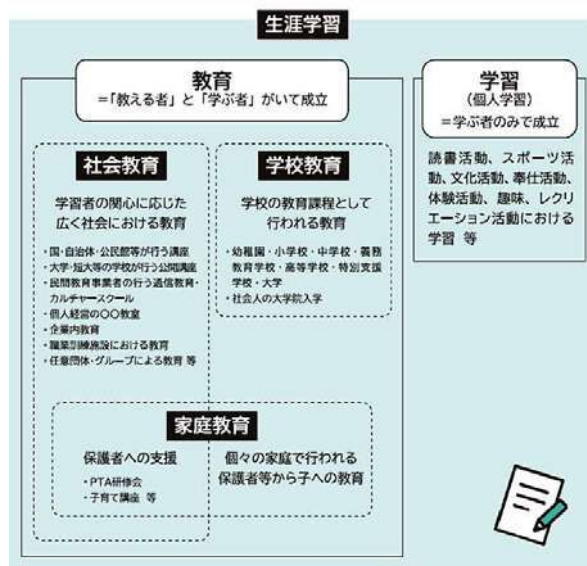 生涯学習
教育
＝「教える者」と「学ぶ者」がいて成立
社会教育
学習者の関心に応じた
広く社会における教育
・国・自治体・公民館等が行う講座
・大学・短大等の学校が行う公開講座
・民間教育事業者の行う通信教育・
カルチャースクール
・個人経営の〇〇教室
・企業内教育
・職業訓練施設における教育
・任意団体・グループによる教育 等
学校教育
学校の教育課程として
行われる教育
・幼稚園・小学校・中学校・義務
教育学校・高等学校・特別支援
学校・大学
・社会人の大学院入学
家庭教育
保護者への支援
・PTA研修会
・子育て講座 等
個々の家庭で行われる
保護者等から子への教育
学習
（個人学習）
＝学ぶ者のみで成立
読書活動、スポーツ活
動、文化活動、奉仕活動、
体験活動、趣味、レクリ
エーション活動における
学習 等